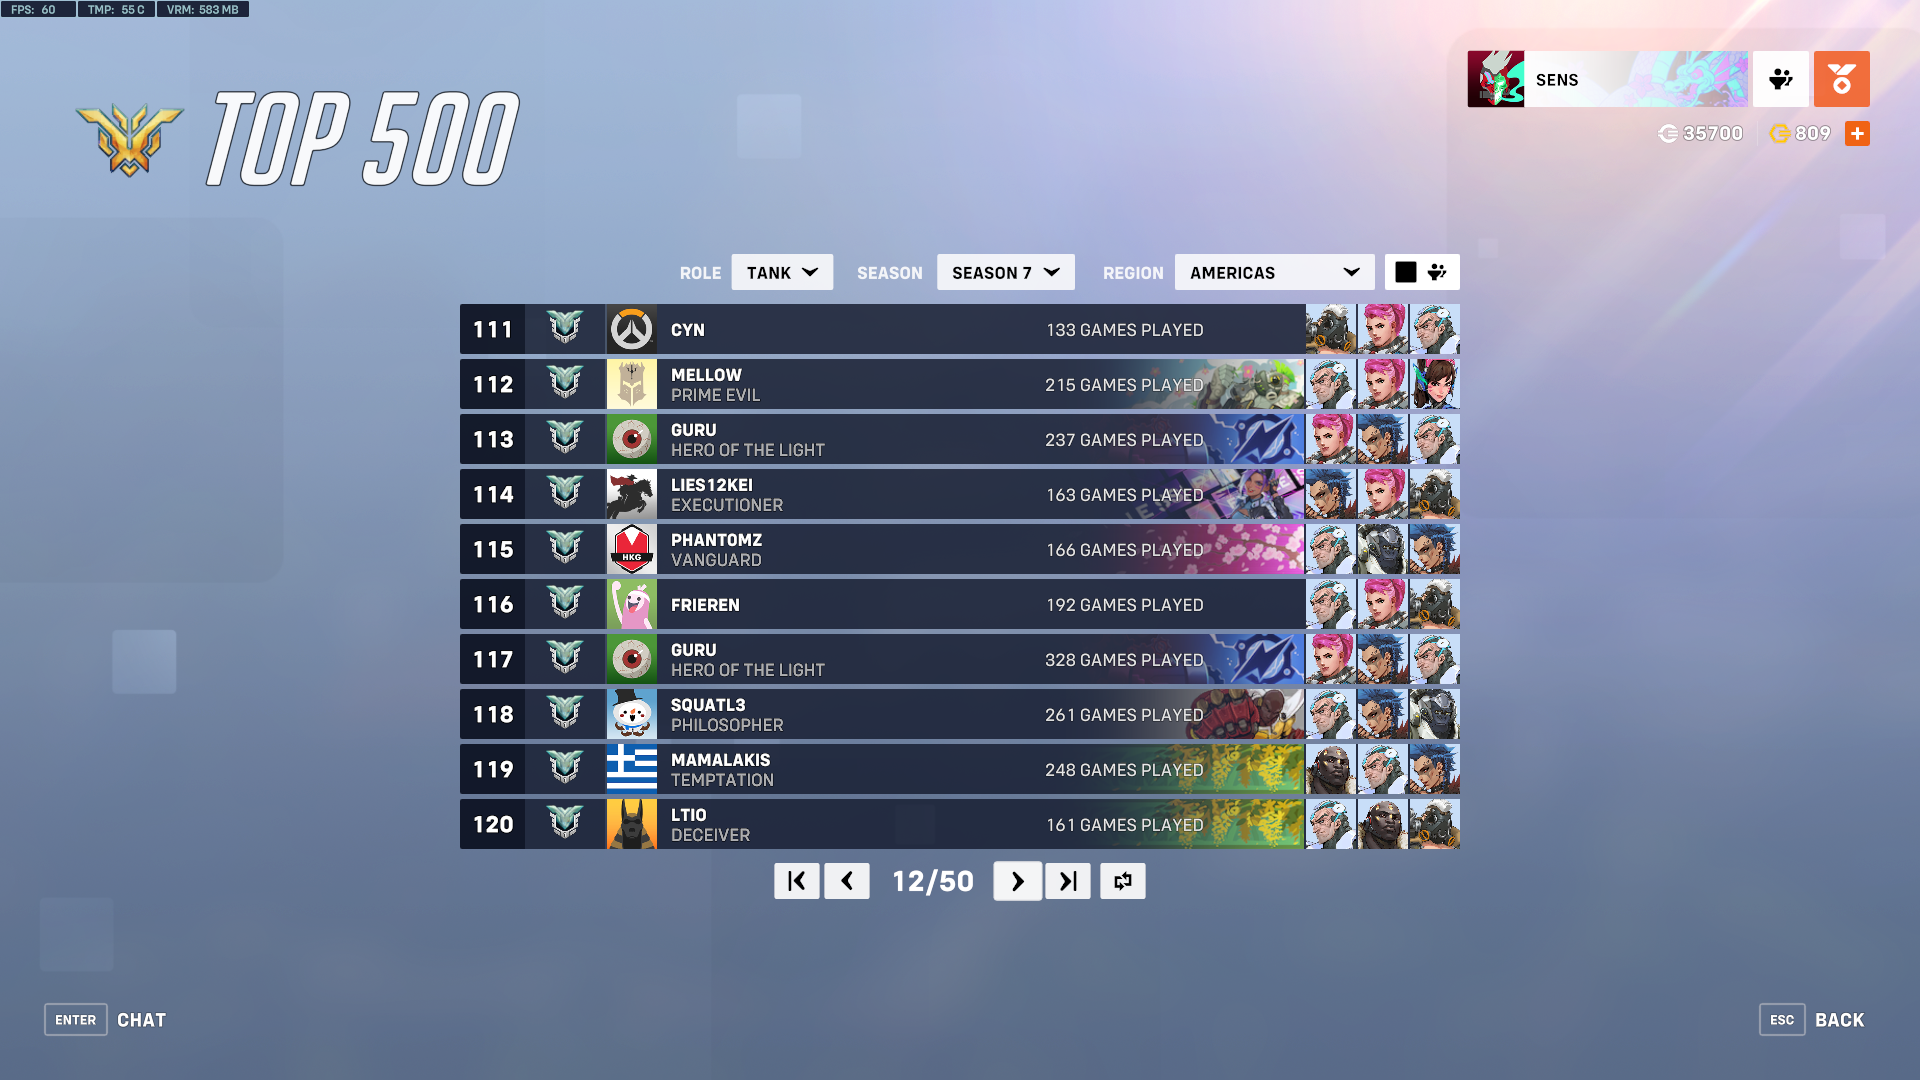 FPS: 60 TMP: 55 C VRM: 583 MB
TOP 500
SENS
35700 809
ROLE TANK SEASON SEASON 7 REGION AMERICAS
111 CYN 133 GAMES PLAYED
112 MELLOW 215 GAMES PLAYED
PRIME EVIL
113 GURU 237 GAMES PLAYED
HERO OF THE LIGHT
114 LIES12KEI 163 GAMES PLAYED
EXECUTIONER
115 HKG PHANT0MZ 166 GAMES PLAYED
VANGUARD
116 FRIEREN 192 GAMES PLAYED
117 GURU 328 GAMES PLAYED
HERO OF THE LIGHT
118 SQUATL3 261 GAMES PLAYED
PHILOSOPHER
119 MAMALAKIS 248 GAMES PLAYED
TEMPTATION
120 LTIO 161 GAMES PLAYED
DECEIVER
12/50
ENTER CHAT
ESC BACK